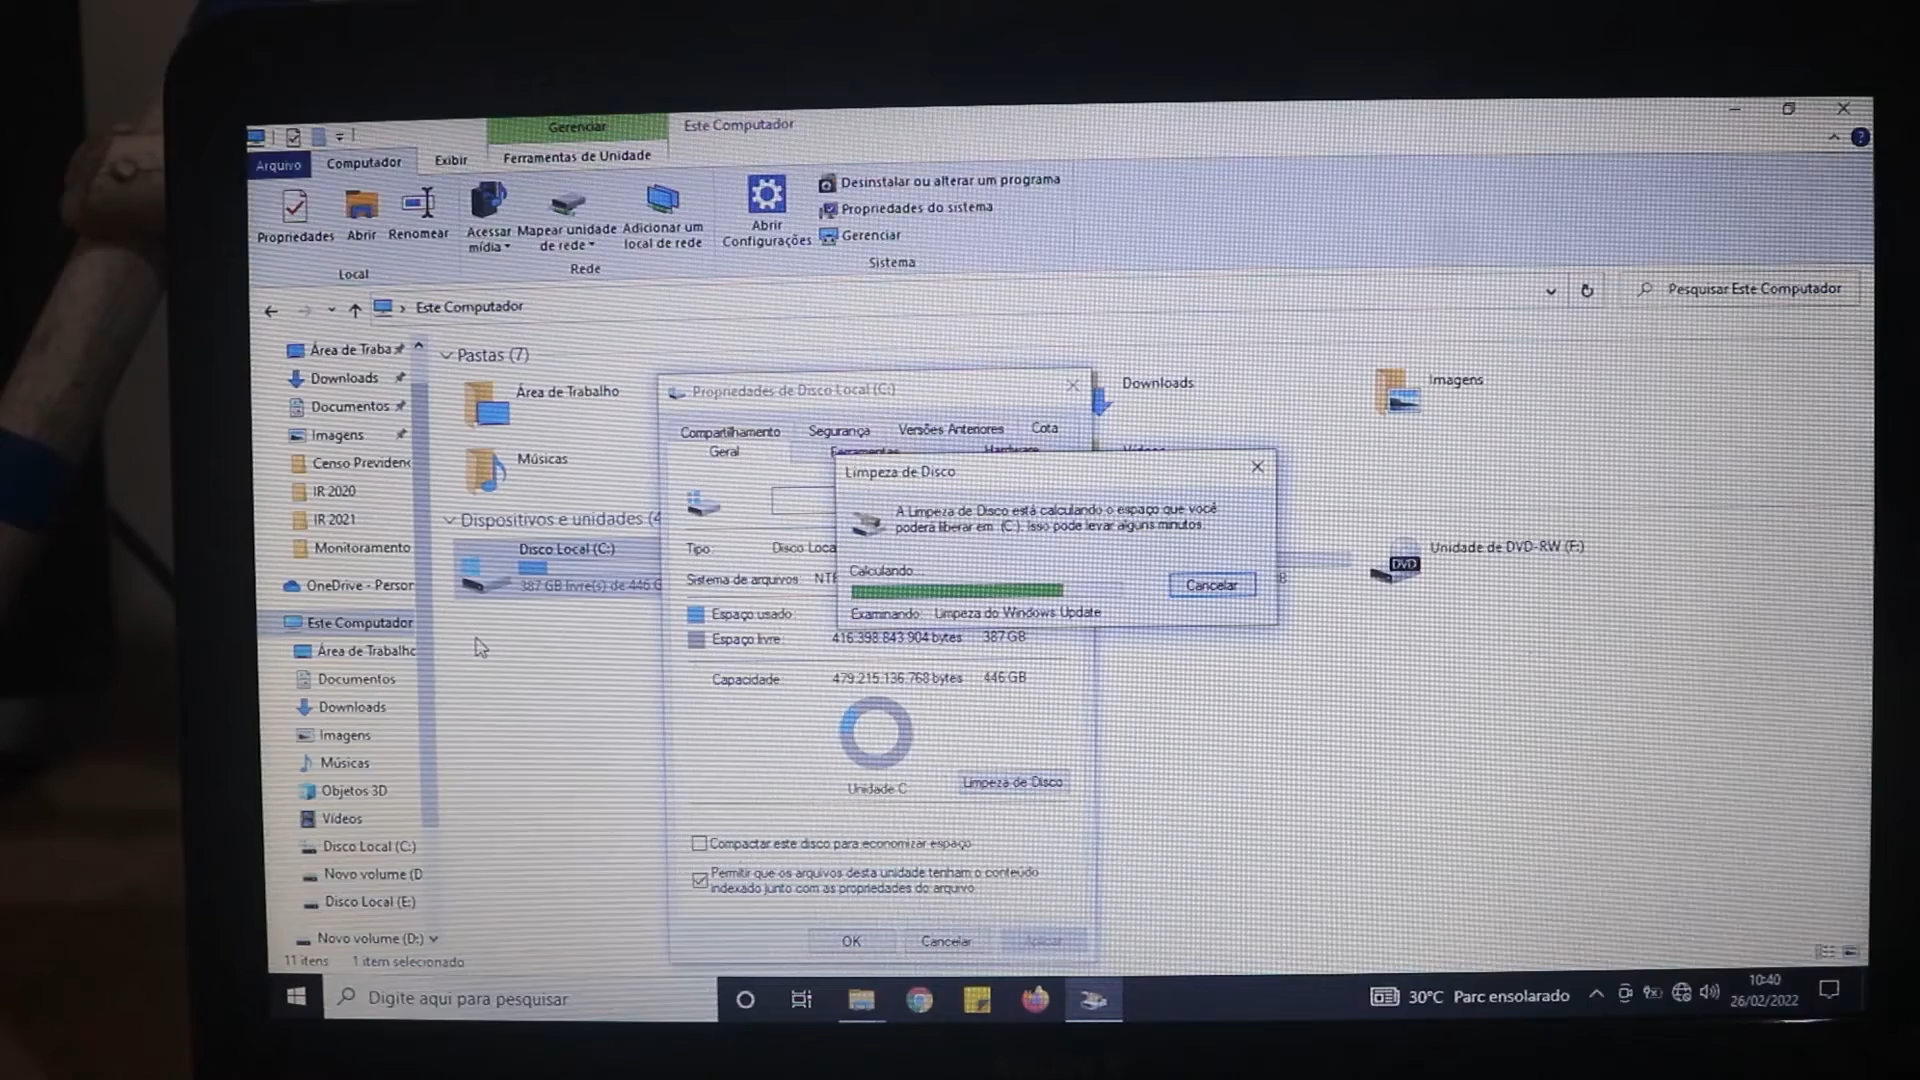 Gerenciar
Este Computador
Arquivo
Computador
Exibir
Ferramentas de Unidade
Propriedades
Abrir
Renomear
Acessar mídia
Mapear unidade de rede
Adicionar um local de rede
Abrir Configurações
Desinstalar ou alterar um programa
Propriedades do sistema
Gerenciar
Local
Rede
Sistema
Este Computador
Pesquisar Este Computador
Área de Traba
Downloads
Documentos
Imagens
Censo Previdenc
IR 2020
IR 2021
Monitoramento
OneDrive - Person
Este Computador
Área de Trabalho
Documentos
Downloads
Imagens
Músicas
Objetos 3D
Vídeos
Disco Local (C:)
Novo volume (D
Disco Local (E:)
Novo volume (D:)
11 itens
1 item selecionado
Pastas (7)
Área de Trabalho
Downloads
Imagens
Músicas
Dispositivos e unidades (4
Disco Local (C:)
387 GB livre(s) de 446 G
Unidade de DVD-RW (F:)
DVD
Propriedades de Disco Local (C:)
Compartilhamento
Segurança
Versões Anteriores
Cota
Geral
Ferramentas
Hardware
Tipo:
Disco Loca
Sistema de arquivos:
NTF
Espaço usado:
Espaço livre:
416.398.843.904 bytes
387 GB
Capacidade:
479.215.136.768 bytes
446 GB
Unidade C:
Limpeza de Disco
Compactar este disco para economizar espaço
Permitir que os arquivos desta unidade tenham o conteúdo
indexado junto com as propriedades do arquivo
OK
Cancelar
Aplicar
Limpeza de Disco
A Limpeza de Disco está calculando o espaço que você
poderá liberar em (C:). Isso pode levar alguns minutos.
Calculando
Cancelar
Examinando: Limpeza do Windows Update
Digite aqui para pesquisar
30°C Parc ensolarado
10:40
26/02/2022